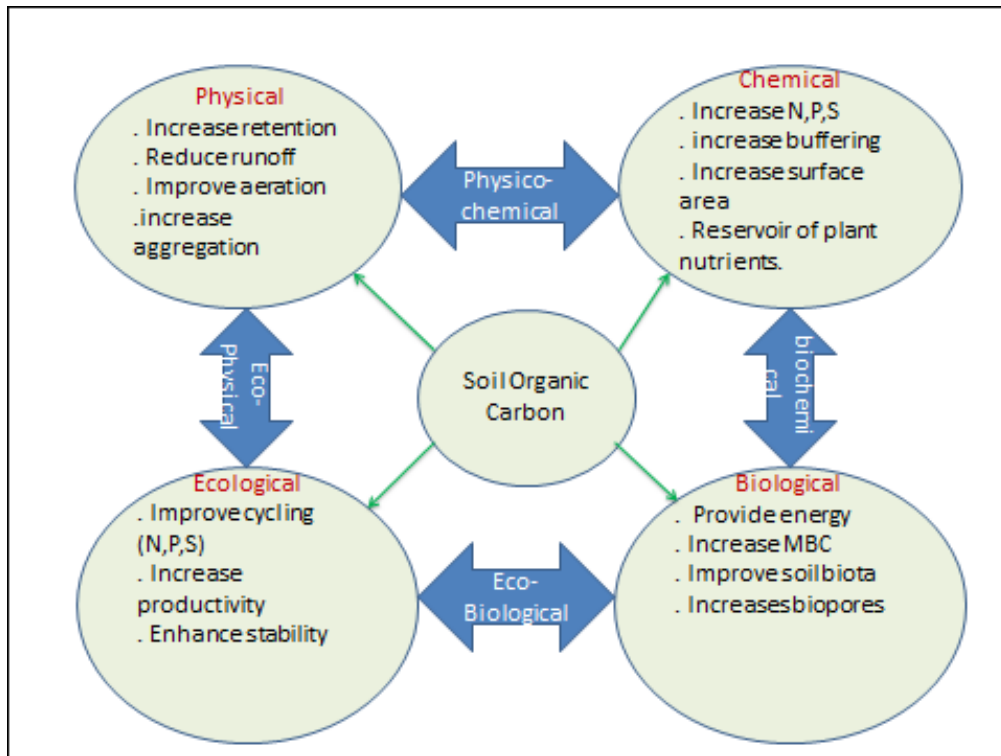 Physical
. Increase retention
. Reduce runoff
. Improve aeration
.increase
aggregation
Physico-
chemical
Chemical
. Increase N,P,S
. increase buffering
. Increase surface
area
. Reservoir of plant
nutrients.
Eco-
Physical
Soil Organic
Carbon
biochemi
cal
Ecological
. Improve cycling
(N,P,S)
. Increase
productivity
. Enhance stability
Eco-
Biological
Biological
. Provide energy
. Increase MBC
. Improve soil biota
. Increases biopores